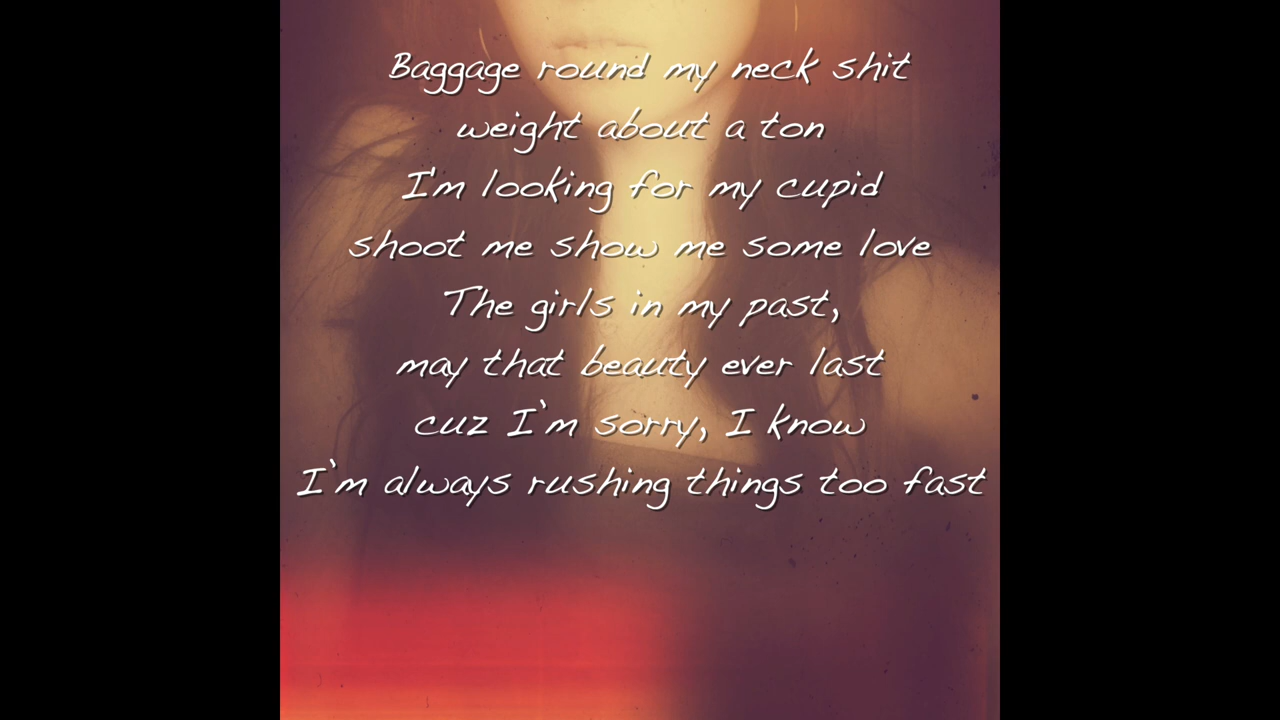 Baggage round my neck shit
weight about a ton
I'm looking for my cupid
shoot me show me some love
The girls in my past,
may that beauty ever last
cuz I`m sorry, I know
I`m always rushing things too fast